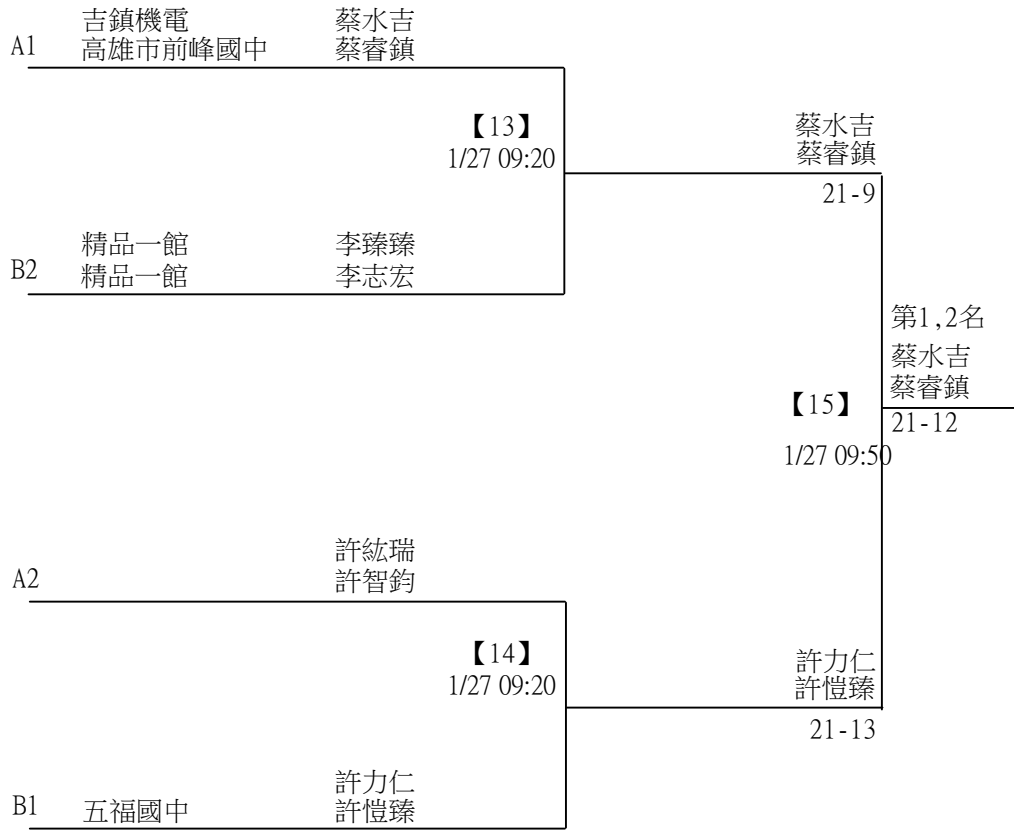 吉鎮機電 蔡水吉
A1 高雄市前峰國中 蔡睿鎮
【13】
1/27 09:20
蔡水吉
蔡睿鎮
21-9
精品一館 李臻臻
B2 精品一館 李志宏
第1,2名
蔡水吉
蔡睿鎮
【15】
21-12
1/27 09:50
許紘瑞
A2 許智鈞
【14】
1/27 09:20
許力仁
許愷臻
21-13
許力仁
B1 五福國中 許愷臻